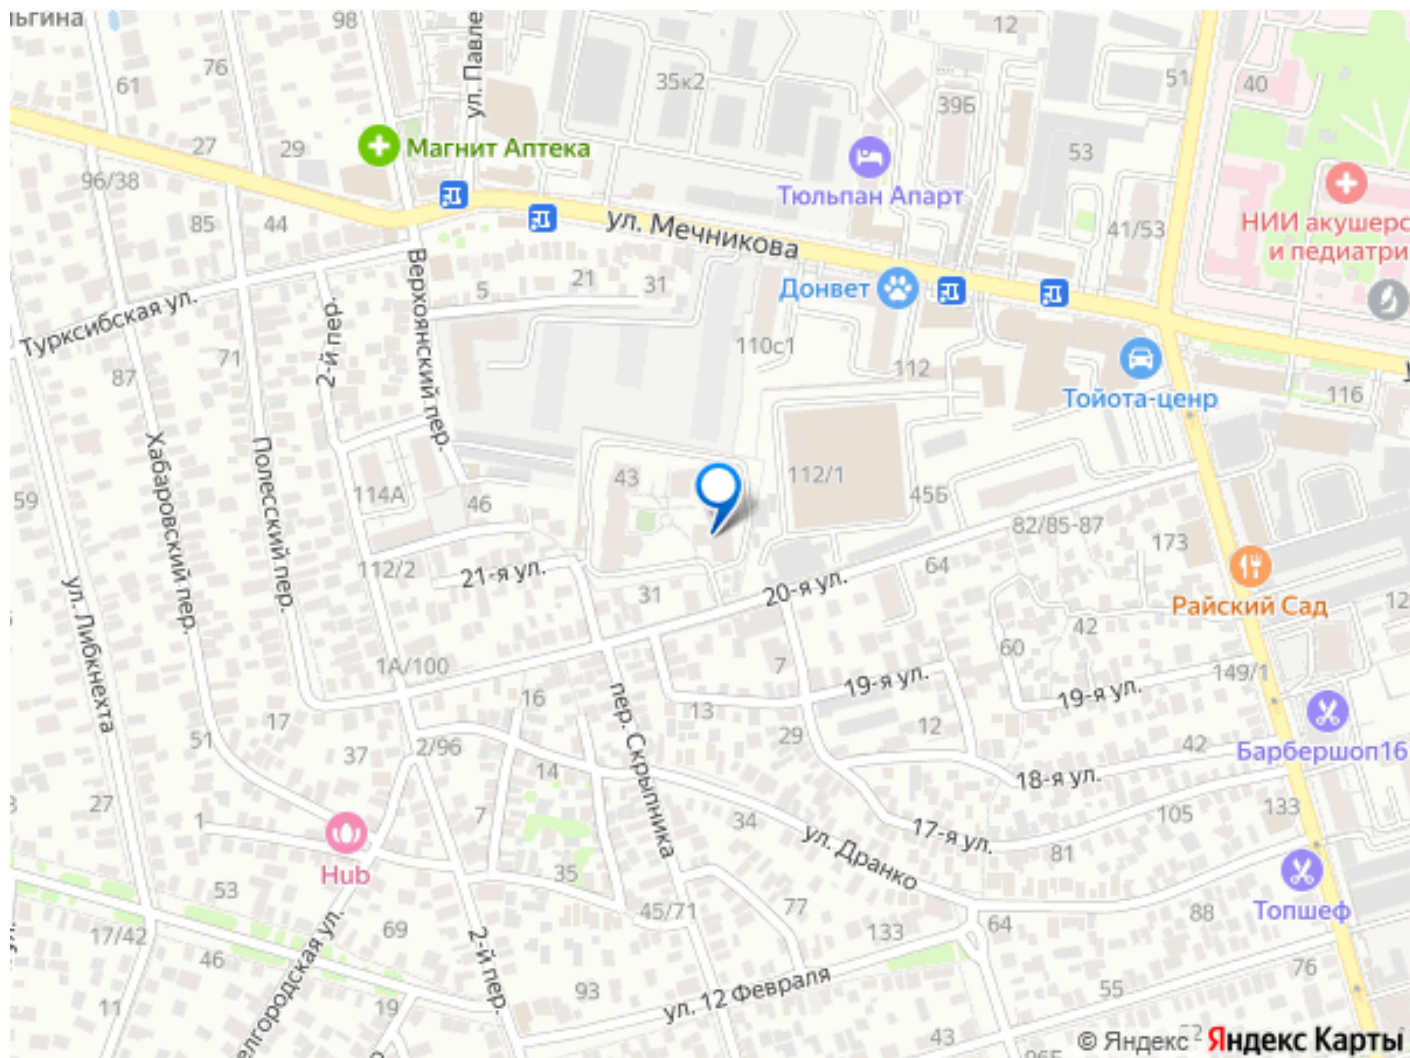 98
12
61
76
ул. Павле
35к2
39Б
51
40
53
27
29
Магнит Аптека
96/38
Тюльпан Апарт
НИИ акушерс
и педиатри
85
44
ул. Мечникова
41/53
Верхоянский пер.
5
21
31
Донвет
Турксибская ул.
2-й пер.
71
87
110с1
112
Тойота-ценр
116
Хабаровский пер.
Полесский пер.
114А
46
43
112/1
45Б
82/85-87
173
59
ул. Либкнехта
112/2
21-я ул.
31
20-я ул.
64
Райский Сад
12
42
60
1А/100
7
19-я ул.
19-я ул.
149/1
16
пер. Скрыпника
13
29
12
17
51
37
2/96
14
42
Барбершоп16
18-я ул.
27
1
7
34
ул. Дранко
17-я ул.
105
133
81
Hub
35
53
45/71
77
Топшеф
88
64
133
17/42
46
69
елгородская ул.
2-й пер.
93
ул. 12 Февраля
76
55
11
19
43
© Яндекс
Яндекс Карты